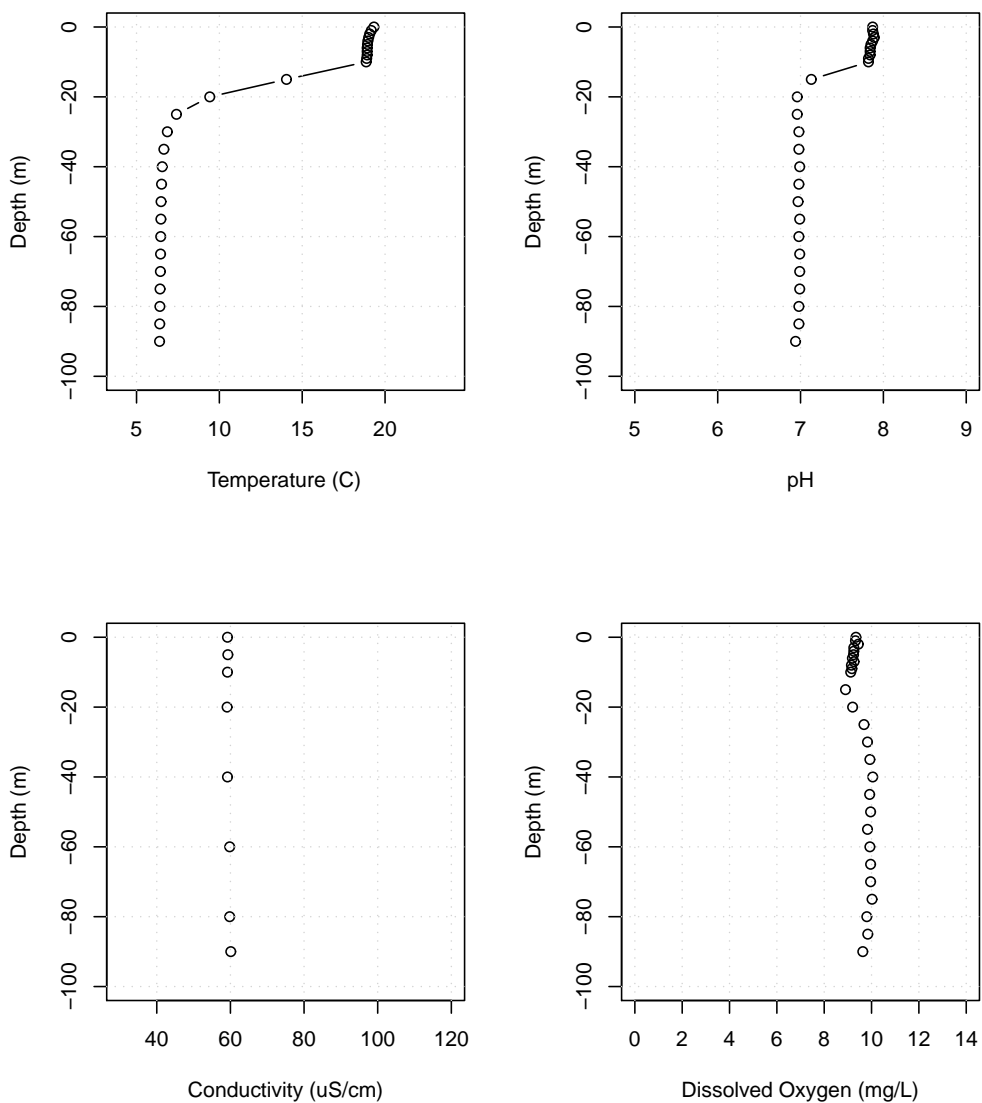 0
−20
−40
−60
−80
−100
Depth (m)
5 10 15 20
Temperature (C)
0
−20
−40
−60
−80
−100
Depth (m)
5 6 7 8 9
pH
0
−20
−40
−60
−80
−100
Depth (m)
40 60 80 100 120
Conductivity (uS/cm)
0
−20
−40
−60
−80
−100
Depth (m)
0 2 4 6 8 10 12 14
Dissolved Oxygen (mg/L)